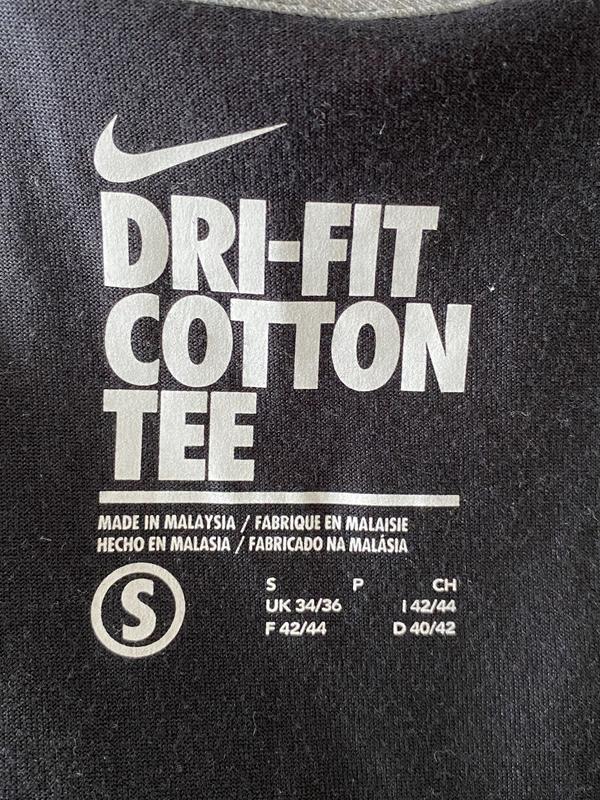 DRI-FIT
COTTON
TEE
MADE IN MALAYSIA / FABRIQUE EN MALAISIE
HECHO EN MALASIA / FABRICADO NA MALÁSIA
S
S P CH
UK 34/36 I 42/44
F 42/44 D 40/42